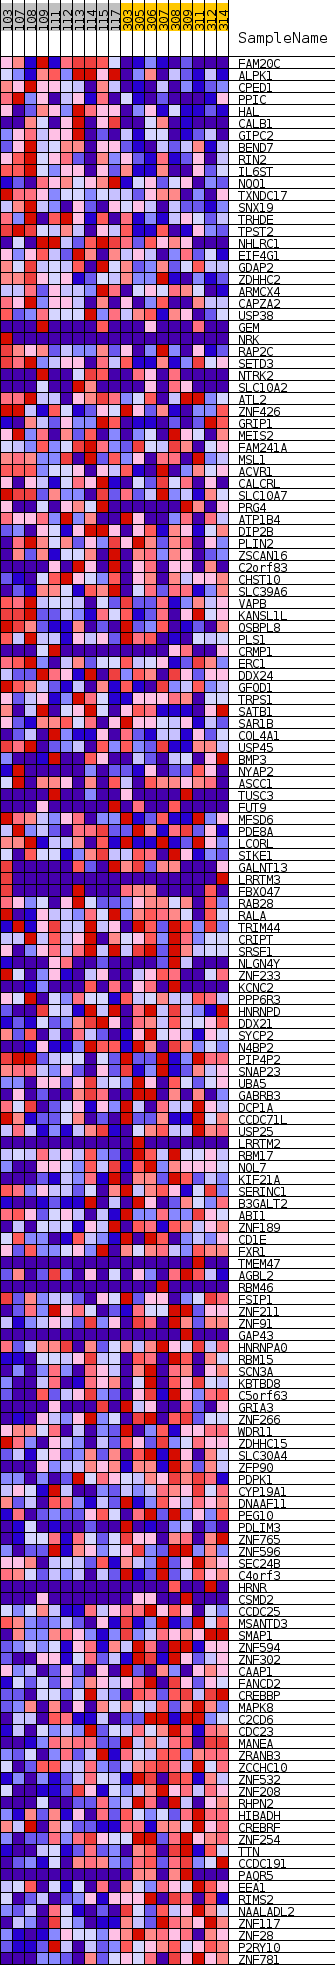 103 107 108 109 111 112 113 114 115 117 303 305 306 307 308 309 311 312 314
SampleName
FAM20C
ALPK1
CPED1
PPIC
HAL
CALB1
GIPC2
BEND7
RIN2
IL6ST
NQO1
TXNDC17
SNX19
TRHDE
TPST2
NHLRC1
EIF4G1
GDAP2
ZDHHC2
ARMCX4
CAPZA2
USP38
GEM
NRK
RAP2C
SETD3
NTRK2
SLC10A2
ATL2
ZNF426
GRIP1
MEIS2
FAM241A
MSL1
ACVR1
CALCRL
SLC10A7
PRG4
ATP1B4
DIP2B
PLIN2
ZSCAN16
C2orf83
CHST10
SLC39A6
VAPB
KANSL1L
OSBPL8
PLS1
CRMP1
ERC1
DDX24
GFOD1
TRPS1
SATB1
SAR1B
COL4A1
USP45
BMP3
NYAP2
ASCC1
TUSC3
FUT9
MFSD6
PDE8A
LCORL
SIKE1
GALNT13
LRRTM3
FBXO47
RAB28
RALA
TRIM44
CRIPT
SRSF1
NLGN4Y
ZNF233
KCNC2
PPP6R3
HNRNPD
DDX21
SYCP2
N4BP2
PIP4P2
SNAP23
UBA5
GABRB3
DCP1A
CCDC71L
USP25
LRRTM2
RBM17
NOL7
KIF21A
SERINC1
B3GALT2
ABI1
ZNF189
CD1E
FXR1
TMEM47
AGBL2
RBM46
FSIP1
ZNF211
ZNF91
GAP43
HNRNPA0
RBM15
SCN3A
KBTBD8
C5orf63
GRIA3
ZNF266
WDR11
ZDHHC15
SLC30A4
ZFP90
PDPK1
CYP19A1
DNAAF11
PEG10
PDLIM3
ZNF765
ZNF596
SEC24B
C4orf3
HRNR
CSMD2
CCDC25
MSANTD3
SMAP1
ZNF594
ZNF302
CAAP1
FANCD2
CREBBP
MAPK8
C2CD6
CDC23
MANEA
ZRANB3
ZCCHC10
ZNF532
ZNF208
RHPN2
HIBADH
CREBRF
ZNF254
TTN
CCDC191
PAQR5
EEA1
RIMS2
NAALADL2
ZNF117
ZNF28
P2RY10
ZNF781